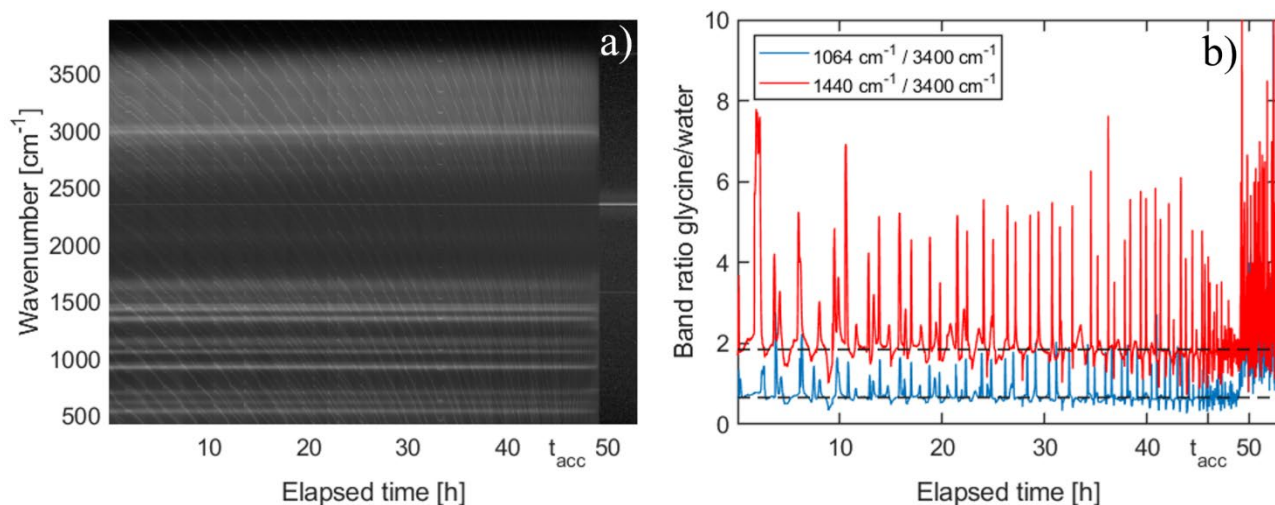 a)
3500
3000
2500
2000
1500
1000
500
Wavenumber [cm⁻¹]
10 20 30 40 t_acc 50
Elapsed time [h]
b)
1064 cm⁻¹ / 3400 cm⁻¹
1440 cm⁻¹ / 3400 cm⁻¹
10
8
6
4
2
0
Band ratio glycine/water
10 20 30 40 t_acc 50
Elapsed time [h]